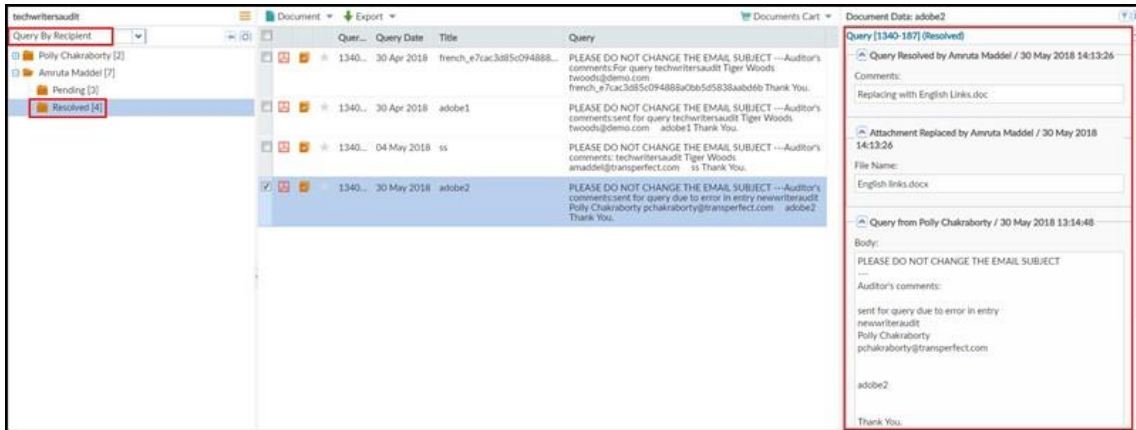 techwritersaudit
Document
Export
Documents Cart
Document Data: adobe2
Query By Recipient
Polly Chakraborty [2]
Amruta Maddel [7]
Pending [3]
Resolved [4]
Quer... Query Date Title Query
1340... 30 Apr 2018 french_e7cac3d85c094888...
PLEASE DO NOT CHANGE THE EMAIL SUBJECT ---Auditor's
comments:For query techwritersaudit Tiger Woods
twoods@demo.com
french_e7cac3d85c094888a0bb5d5838aabd6b Thank You.
1340... 30 Apr 2018 adobe1
PLEASE DO NOT CHANGE THE EMAIL SUBJECT ---Auditor's
comments:sent for query techwritersaudit Tiger Woods
twoods@demo.com adobe1 Thank You.
1340... 04 May 2018 ss
PLEASE DO NOT CHANGE THE EMAIL SUBJECT ---Auditor's
comments: techwritersaudit Tiger Woods
amaddel@transperfect.com ss Thank You.
1340... 30 May 2018 adobe2
PLEASE DO NOT CHANGE THE EMAIL SUBJECT ---Auditor's
comments:sent for query due to error in entry newwriteraudit
Polly Chakraborty pchakraborty@transperfect.com adobe2
Thank You.
Query [1340-187] (Resolved)
Query Resolved by Amruta Maddel / 30 May 2018 14:13:26
Comments:
Replacing with English Links.doc
Attachment Replaced by Amruta Maddel / 30 May 2018
14:13:26
File Name:
English links.docx
Query from Polly Chakraborty / 30 May 2018 13:14:48
Body:
PLEASE DO NOT CHANGE THE EMAIL SUBJECT
----
Auditor's comments:
sent for query due to error in entry
newwriteraudit
Polly Chakraborty
pchakraborty@transperfect.com
adobe2
Thank You.